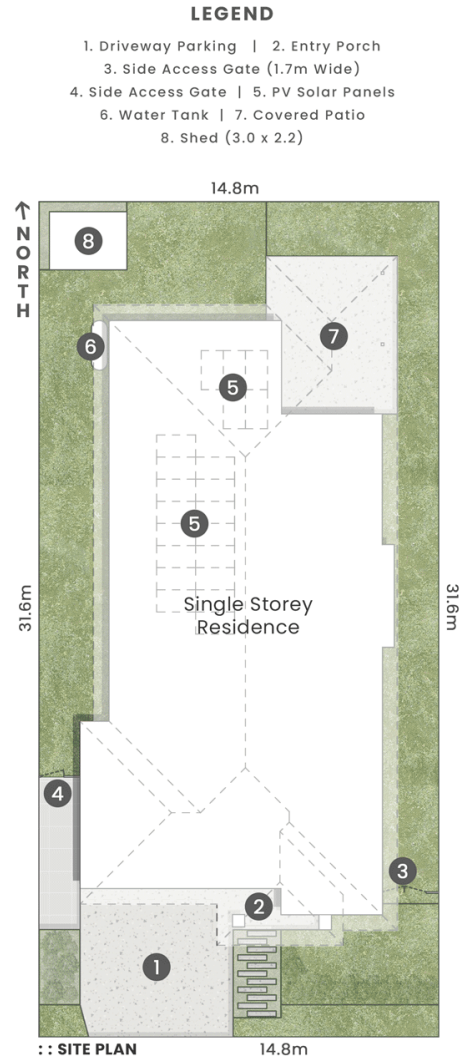 LEGEND
1. Driveway Parking | 2. Entry Porch
3. Side Access Gate (1.7m Wide)
4. Side Access Gate | 5. PV Solar Panels
6. Water Tank | 7. Covered Patio
8. Shed (3.0 x 2.2)
14.8m
NORTH
8
7
6
5
5
31.6m
31.6m
Single Storey
Residence
4
3
2
1
:: SITE PLAN
14.8m